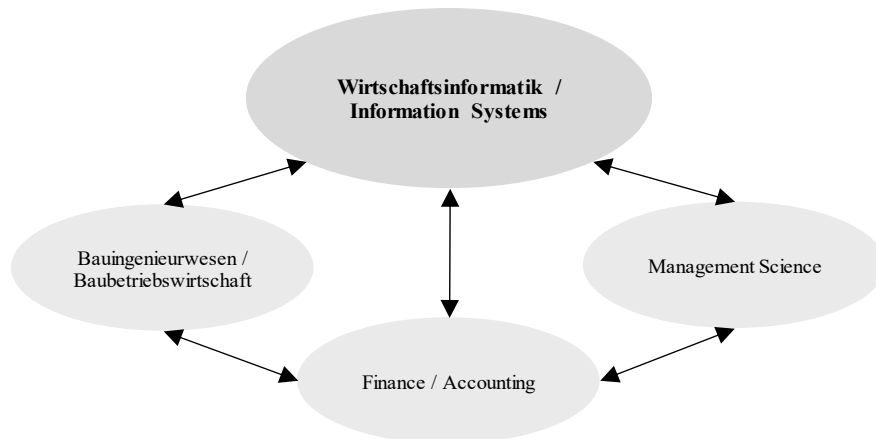 Wirtschaftsinformatik /
Information Systems
Bauingenieurwesen /
Baubetriebswirtschaft
Management Science
Finance / Accounting